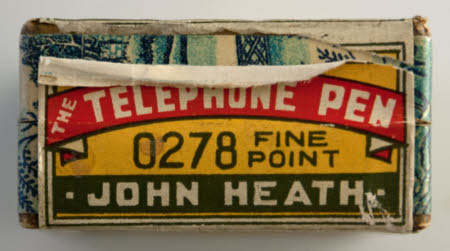 THE TELEPHONE PEN
0278 FINE POINT
· JOHN HEATH ·